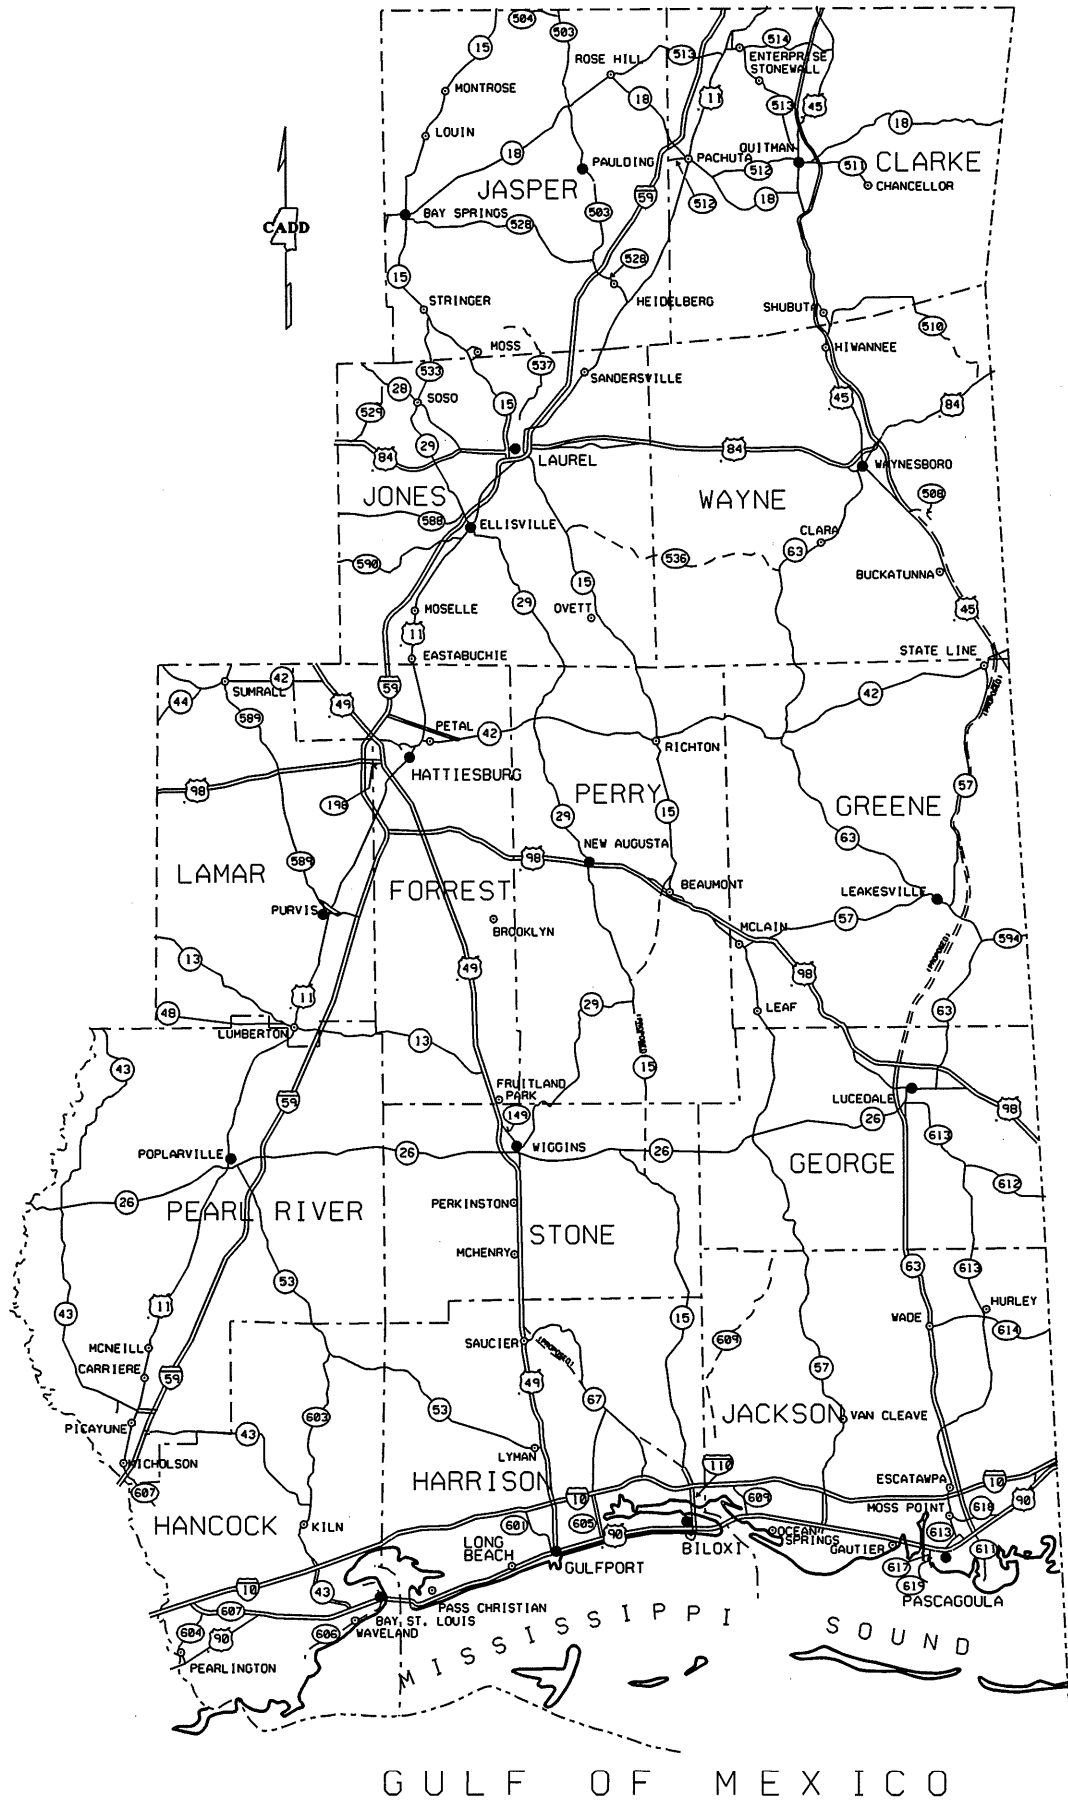 504
503
15
ROSE HILL
513
514
ENTERPRISE
STONEWALL
MONTROSE
18
11
513
45
LOUIN
18
18
QUITMAN
PAULDING
PACHUTA
512
511
CLARKE
CHANCELLOR
JASPER
59
512
18
BAY SPRINGS
528
503
CADD
528
15
HEIDELBERG
STRINGER
SHUBUTA
510
MOSS
HIWANNEE
533
537
SANDERSVILLE
28
SOSO
15
45
84
529
29
84
LAUREL
84
WAYNESBORO
JONES
WAYNE
508
588
ELLISVILLE
CLARA
536
63
590
BUCKATUNNA
15
29
OVETT
MOSELLE
45
11
EASTABUCHIE
STATE LINE
42
SUMRALL
59
44
49
42
(PROPOSED)
589
PETAL
42
RICHTON
HATTIESBURG
98
57
198
PERRY
GREENE
15
29
63
NEW AUGUSTA
589
98
LAMAR
FORREST
BEAUMONT
LEAKESVILLE
PURVIS
57
BROOKLYN
MCLAIN
594
(PROPOSED)
13
49
98
11
29
LEAF
63
48
LUMBERTON
13
(PROPOSED)
43
15
FRUITLAND
PARK
59
149
LUCEDALE
98
26
613
WIGGINS
POPLARVILLE
26
26
GEORGE
612
26
PERKINSTON
PEARL RIVER
STONE
MCHENRY
63
613
53
11
HURLEY
43
15
WADE
614
SAUCIER
(PROPOSED)
609
MCNEILL
CARRIERE
59
49
57
67
53
603
JACKSON
VAN CLEAVE
PICAYUNE
43
LYMAN
NICHOLSON
110
ESCATAWPA
10
HARRISON
607
10
609
MOSS POINT
618
90
HANCOCK
KILN
601
605
90
OCEAN
SPRINGS
613
LONG
BEACH
BILOXI
GAUTIER
611
GULFPORT
617
619
10
43
PASCAGOULA
607
PASS CHRISTIAN
BAY ST. LOUIS
604
90
606
WAVELAND
PEARLINGTON
MISSISSIPPI SOUND
GULF OF MEXICO